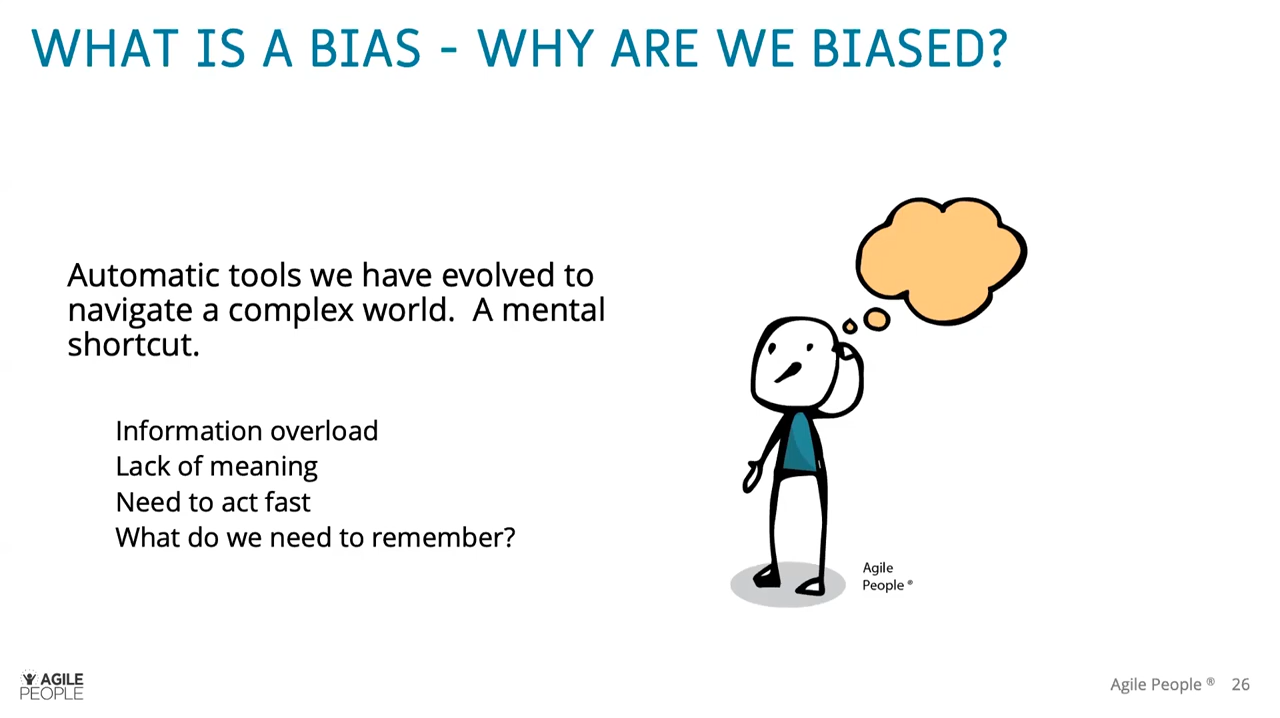 WHAT IS A BIAS - WHY ARE WE BIASED?
Automatic tools we have evolved to
navigate a complex world.  A mental
shortcut.
Information overload
Lack of meaning
Need to act fast
What do we need to remember?
Agile
People ®
AGILE
PEOPLE
Agile People ® 26